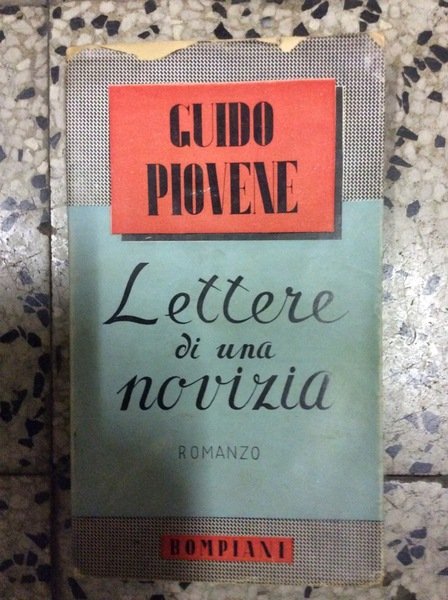 GUIDO
PIOVENE
Lettere
di una
novizia
ROMANZO
BOMPIANI